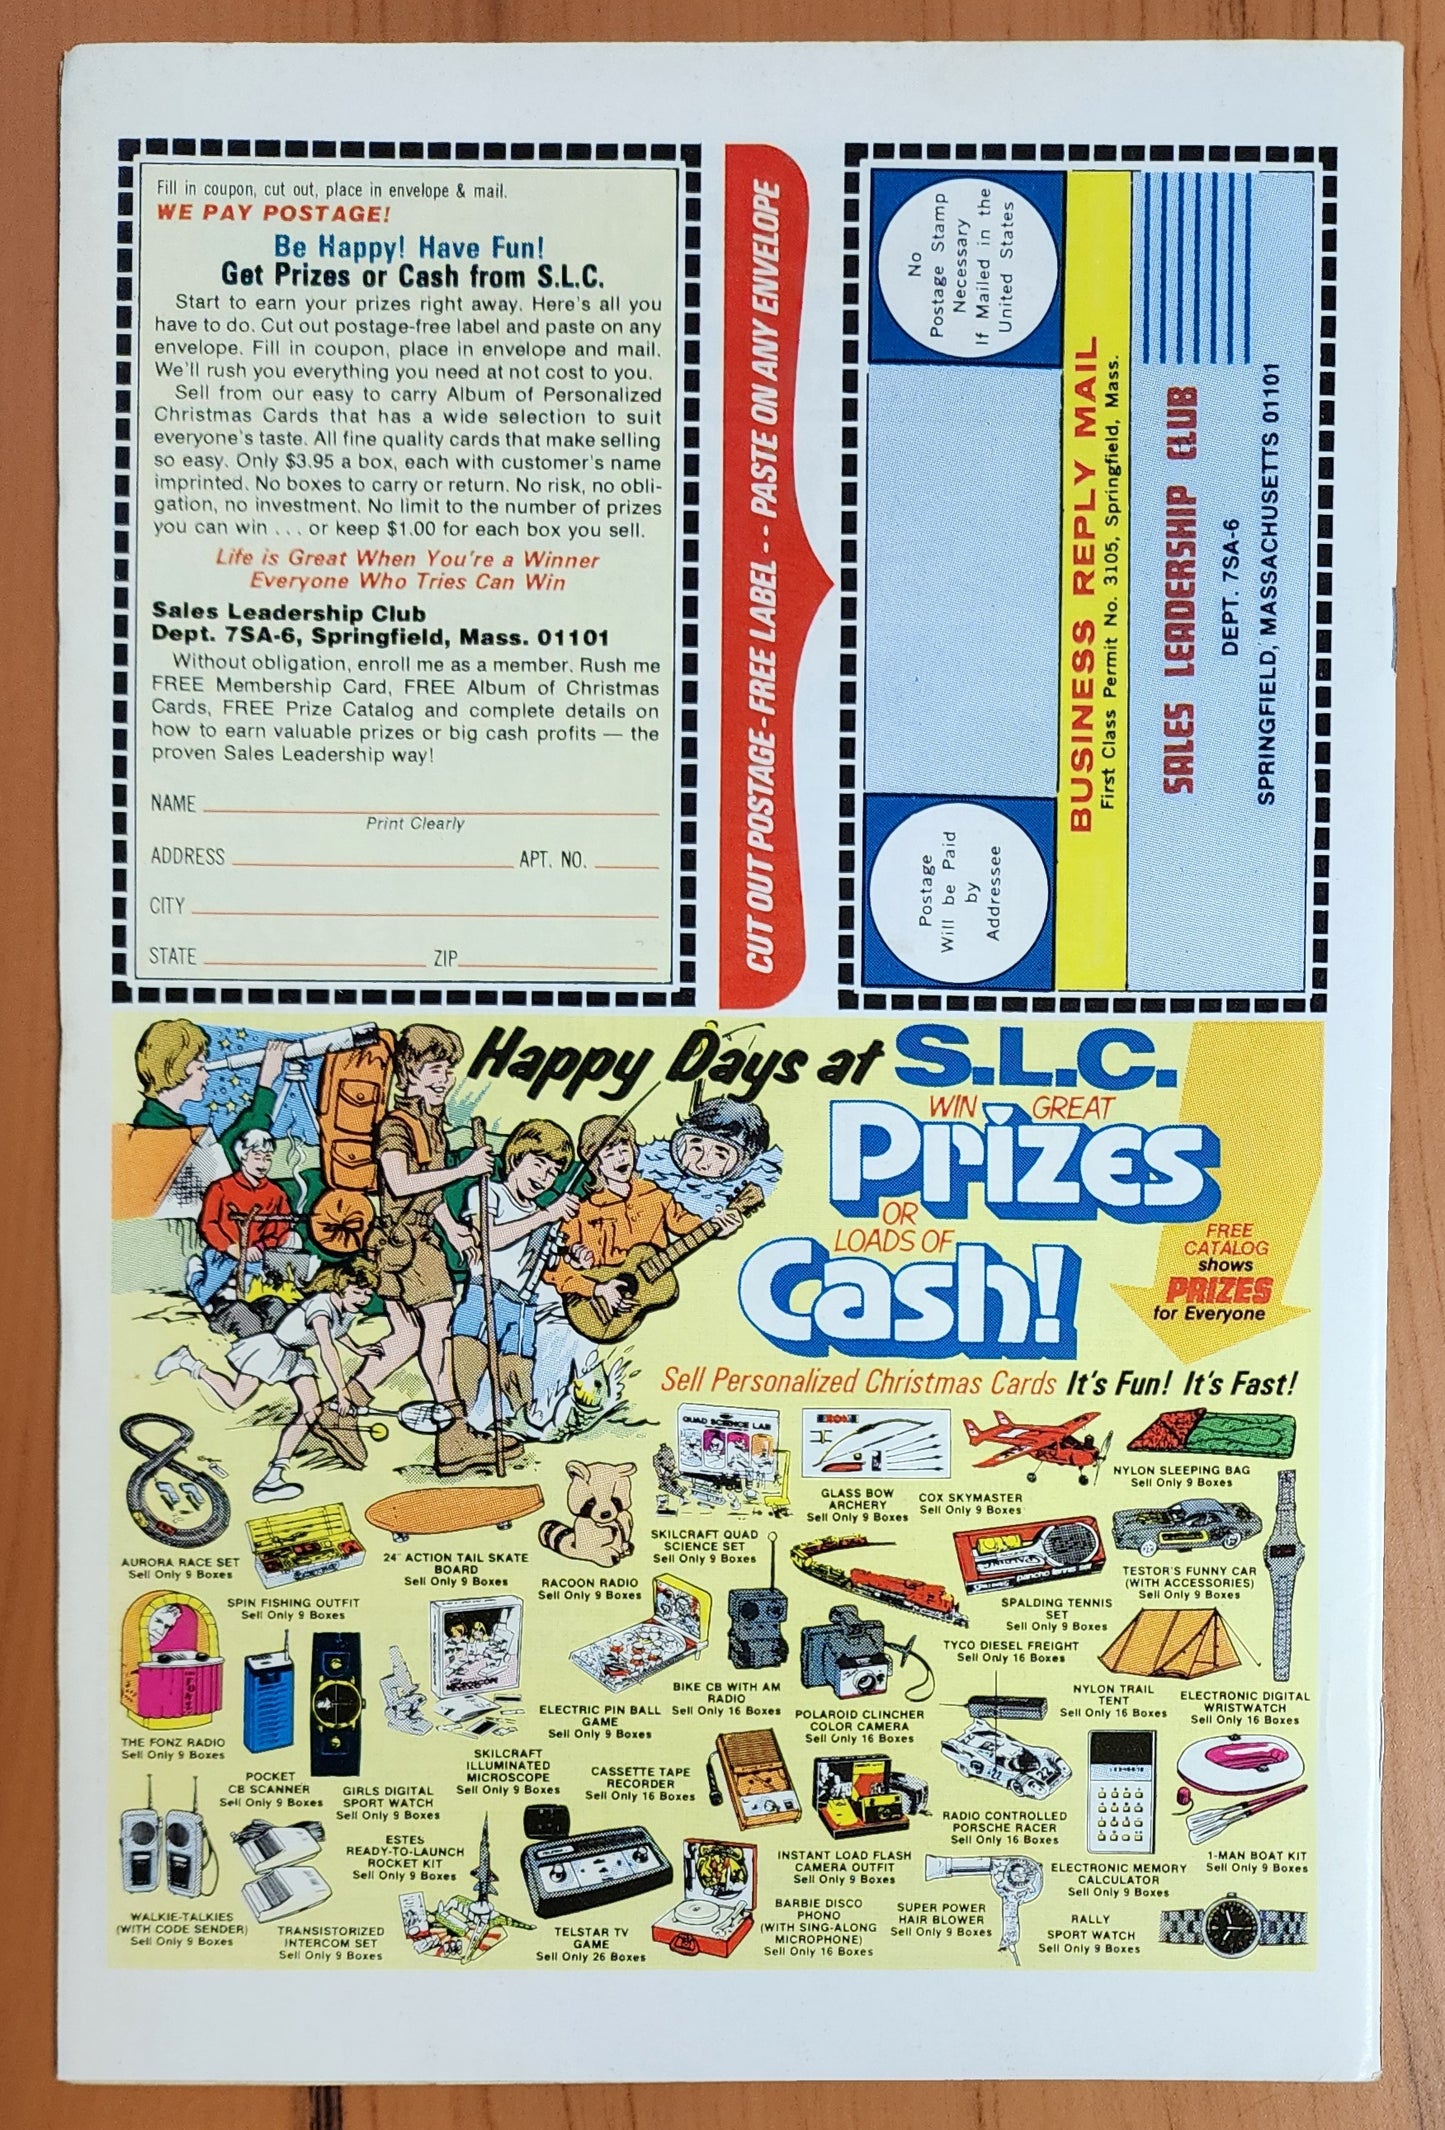 Fill in coupon, cut out, place in envelope & mail.
WE PAY POSTAGE!
Be Happy! Have Fun!
Get Prizes or Cash from S.L.C.
Start to earn your prizes right away. Here's all you
have to do. Cut out postage-free label and paste on any
envelope. Fill in coupon, place in envelope and mail.
We'll rush you everything you need at not cost to you.
Sell from our easy to carry Album of Personalized
Christmas Cards that has a wide selection to suit
everyone's taste. All fine quality cards that make selling
so easy. Only $3.95 a box, each with customer's name
imprinted. No boxes to carry or return. No risk, no obli-
gation, no investment. No limit to the number of prizes
you can win ... or keep $1.00 for each box you sell.
Life is Great When You're a Winner
Everyone Who Tries Can Win
Sales Leadership Club
Dept. 7SA-6, Springfield, Mass. 01101
Without obligation, enroll me as a member. Rush me
FREE Membership Card, FREE Album of Christmas
Cards, FREE Prize Catalog and complete details on
how to earn valuable prizes or big cash profits — the
proven Sales Leadership way!
NAME
Print Clearly
ADDRESS APT. NO.
CITY
STATE ZIP
CUT OUT POSTAGE-FREE LABEL -- PASTE ON ANY ENVELOPE
No
Postage Stamp
Necessary
If Mailed in the
United States
Postage
Will be Paid
by
Addressee
BUSINESS REPLY MAIL
First Class Permit No. 3105, Springfield, Mass.
SALES LEADERSHIP CLUB
DEPT. 7SA-6
SPRINGFIELD, MASSACHUSETTS 01101
Happy Days at S.L.C.
WIN GREAT
Prizes
OR
LOADS OF
Cash!
FREE
CATALOG
shows
PRIZES
for Everyone
Sell Personalized Christmas Cards It's Fun! It's Fast!
QUAD SCIENCE LAB
AURORA RACE SET
Sell Only 9 Boxes
SPIN FISHING OUTFIT
Sell Only 9 Boxes
24" ACTION TAIL SKATE
BOARD
Sell Only 9 Boxes
RACOON RADIO
Sell Only 9 Boxes
SKILCRAFT QUAD
SCIENCE SET
Sell Only 9 Boxes
GLASS BOW
ARCHERY
Sell Only 9 Boxes
COX SKYMASTER
Sell Only 9 Boxes
NYLON SLEEPING BAG
Sell Only 9 Boxes
TESTOR'S FUNNY CAR
(WITH ACCESSORIES)
Sell Only 9 Boxes
SPALDING TENNIS
SET
Sell Only 9 Boxes
TYCO DIESEL FREIGHT
Sell Only 16 Boxes
NYLON TRAIL
TENT
Sell Only 16 Boxes
ELECTRONIC DIGITAL
WRISTWATCH
Sell Only 16 Boxes
THE FONZ RADIO
Sell Only 9 Boxes
POCKET
CB SCANNER
Sell Only 9 Boxes
GIRLS DIGITAL
SPORT WATCH
Sell Only 9 Boxes
SKILCRAFT
ILLUMINATED
MICROSCOPE
Sell Only 9 Boxes
ELECTRIC PIN BALL
GAME
Sell Only 9 Boxes
BIKE CB WITH AM
RADIO
Sell Only 16 Boxes
POLAROID CLINCHER
COLOR CAMERA
Sell Only 16 Boxes
CASSETTE TAPE
RECORDER
Sell Only 16 Boxes
RADIO CONTROLLED
PORSCHE RACER
Sell Only 16 Boxes
1-MAN BOAT KIT
Sell Only 9 Boxes
ESTES
READY-TO-LAUNCH
ROCKET KIT
Sell Only 9 Boxes
INSTANT LOAD FLASH
CAMERA OUTFIT
Sell Only 9 Boxes
ELECTRONIC MEMORY
CALCULATOR
Sell Only 9 Boxes
WALKIE-TALKIES
(WITH CODE SENDER)
Sell Only 9 Boxes
TRANSISTORIZED
INTERCOM SET
Sell Only 9 Boxes
TELSTAR TV
GAME
Sell Only 26 Boxes
BARBIE DISCO
PHONO
(WITH SING-ALONG
MICROPHONE)
Sell Only 16 Boxes
SUPER POWER
HAIR BLOWER
Sell Only 9 Boxes
RALLY
SPORT WATCH
Sell Only 9 Boxes